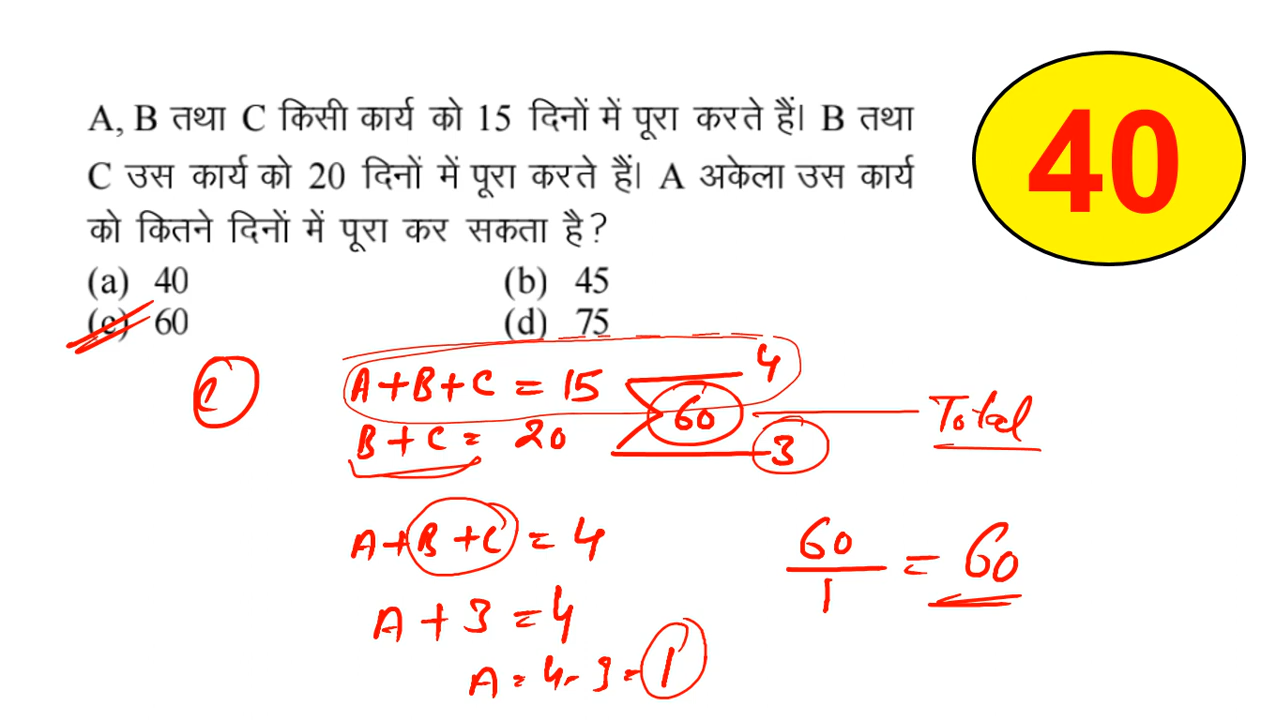 A, B तथा C किसी कार्य को 15 दिनों में पूरा करते हैं। B तथा
C उस कार्य को 20 दिनों में पूरा करते हैं। A अकेला उस कार्य
को कितने दिनों में पूरा कर सकता है?
(a) 40 (b) 45
(c) 60 (d) 75
40
A+B+C = 15 4
60 Total
B+C = 20 3
A+B+C = 4
60/1 = 60
A+3=4
A=4-3=1